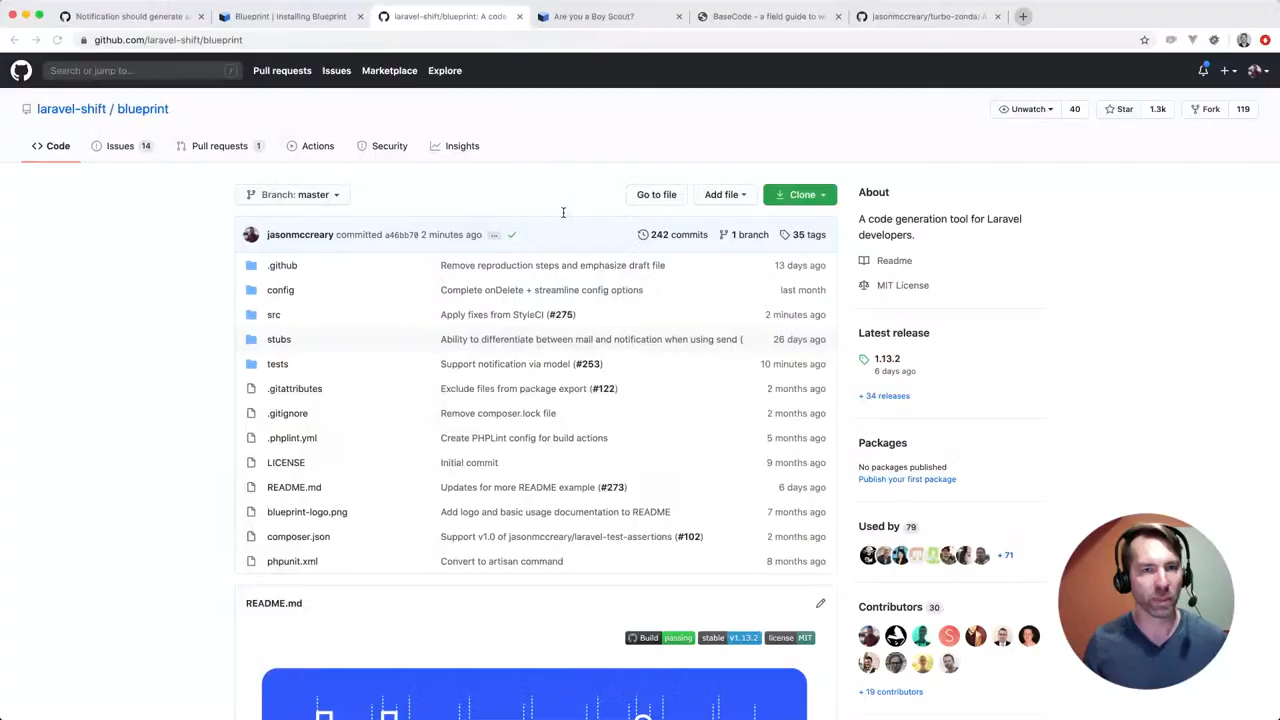 Notification should generate a
Blueprint | Installing Blueprint
laravel-shift/blueprint: A code
Are you a Boy Scout?
BaseCode - a field guide to w
jasonmccreary/turbo-zonda: A
github.com/laravel-shift/blueprint
Search or jump to...
/
Pull requests
Issues
Marketplace
Explore
laravel-shift / blueprint
Unwatch
40
Star
1.3k
Fork
119
Code
Issues 14
Pull requests 1
Actions
Security
Insights
Branch: master
Go to file
Add file
Clone
jasonmccreary committed a46bb70 2 minutes ago
242 commits
1 branch
35 tags
.github
Remove reproduction steps and emphasize draft file
13 days ago
config
Complete onDelete + streamline config options
last month
src
Apply fixes from StyleCI (#275)
2 minutes ago
stubs
Ability to differentiate between mail and notification when using send (
26 days ago
tests
Support notification via model (#253)
10 minutes ago
.gitattributes
Exclude files from package export (#122)
2 months ago
.gitignore
Remove composer.lock file
2 months ago
.phplint.yml
Create PHPLint config for build actions
5 months ago
LICENSE
Initial commit
9 months ago
README.md
Updates for more README example (#273)
6 days ago
blueprint-logo.png
Add logo and basic usage documentation to README
7 months ago
composer.json
Support v1.0 of jasonmccreary/laravel-test-assertions (#102)
2 months ago
phpunit.xml
Convert to artisan command
8 months ago
README.md
Build passing
stable v1.13.2
license MIT
About
A code generation tool for Laravel
developers.
Readme
MIT License
Latest release
1.13.2
6 days ago
+ 34 releases
Packages
No packages published
Publish your first package
Used by 79
+ 71
Contributors 30
S
+ 19 contributors